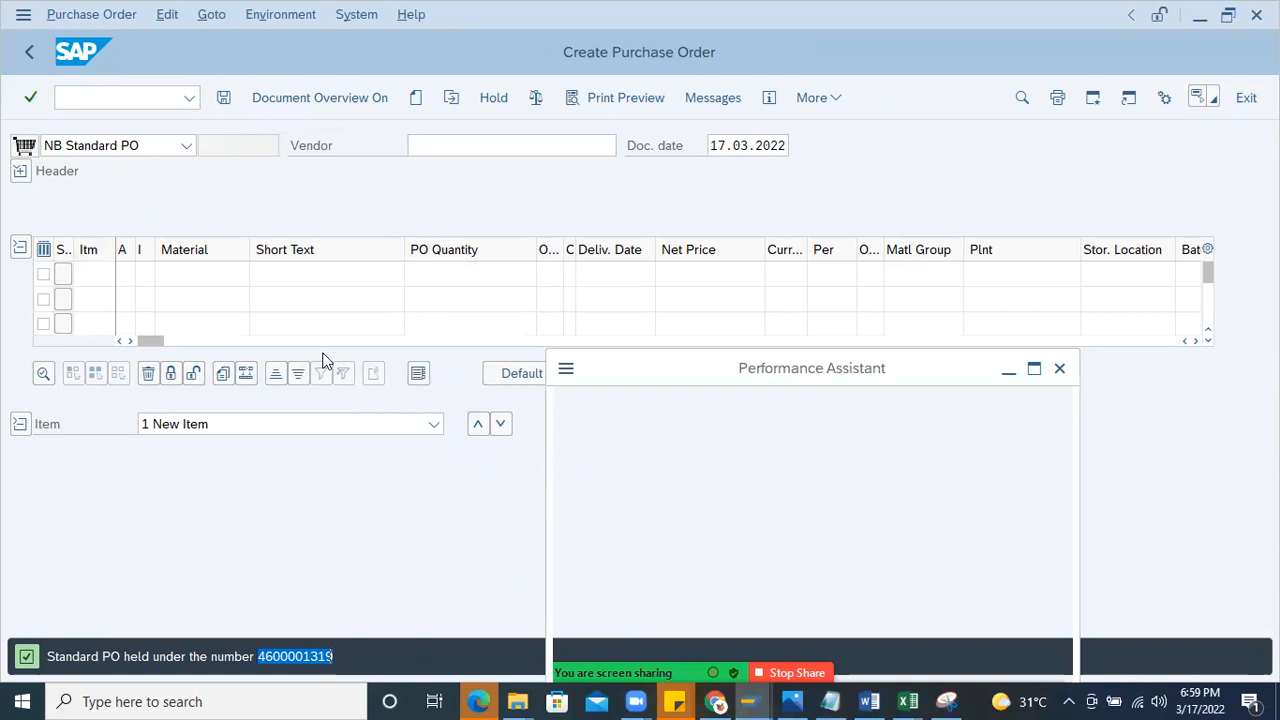 Purchase Order Edit Goto Environment System Help
SAP Create Purchase Order
Document Overview On Hold Print Preview Messages More Exit
NB Standard PO Vendor Doc. date 17.03.2022
Header
S.. Itm A I Material Short Text PO Quantity O... C Deliv. Date Net Price Curr... Per O... Matl Group Plnt Stor. Location Bat
Default
Performance Assistant
Item 1 New Item
Standard PO held under the number 4600001319
You are screen sharing Stop Share
Type here to search 31°C 6:59 PM
3/17/2022 1